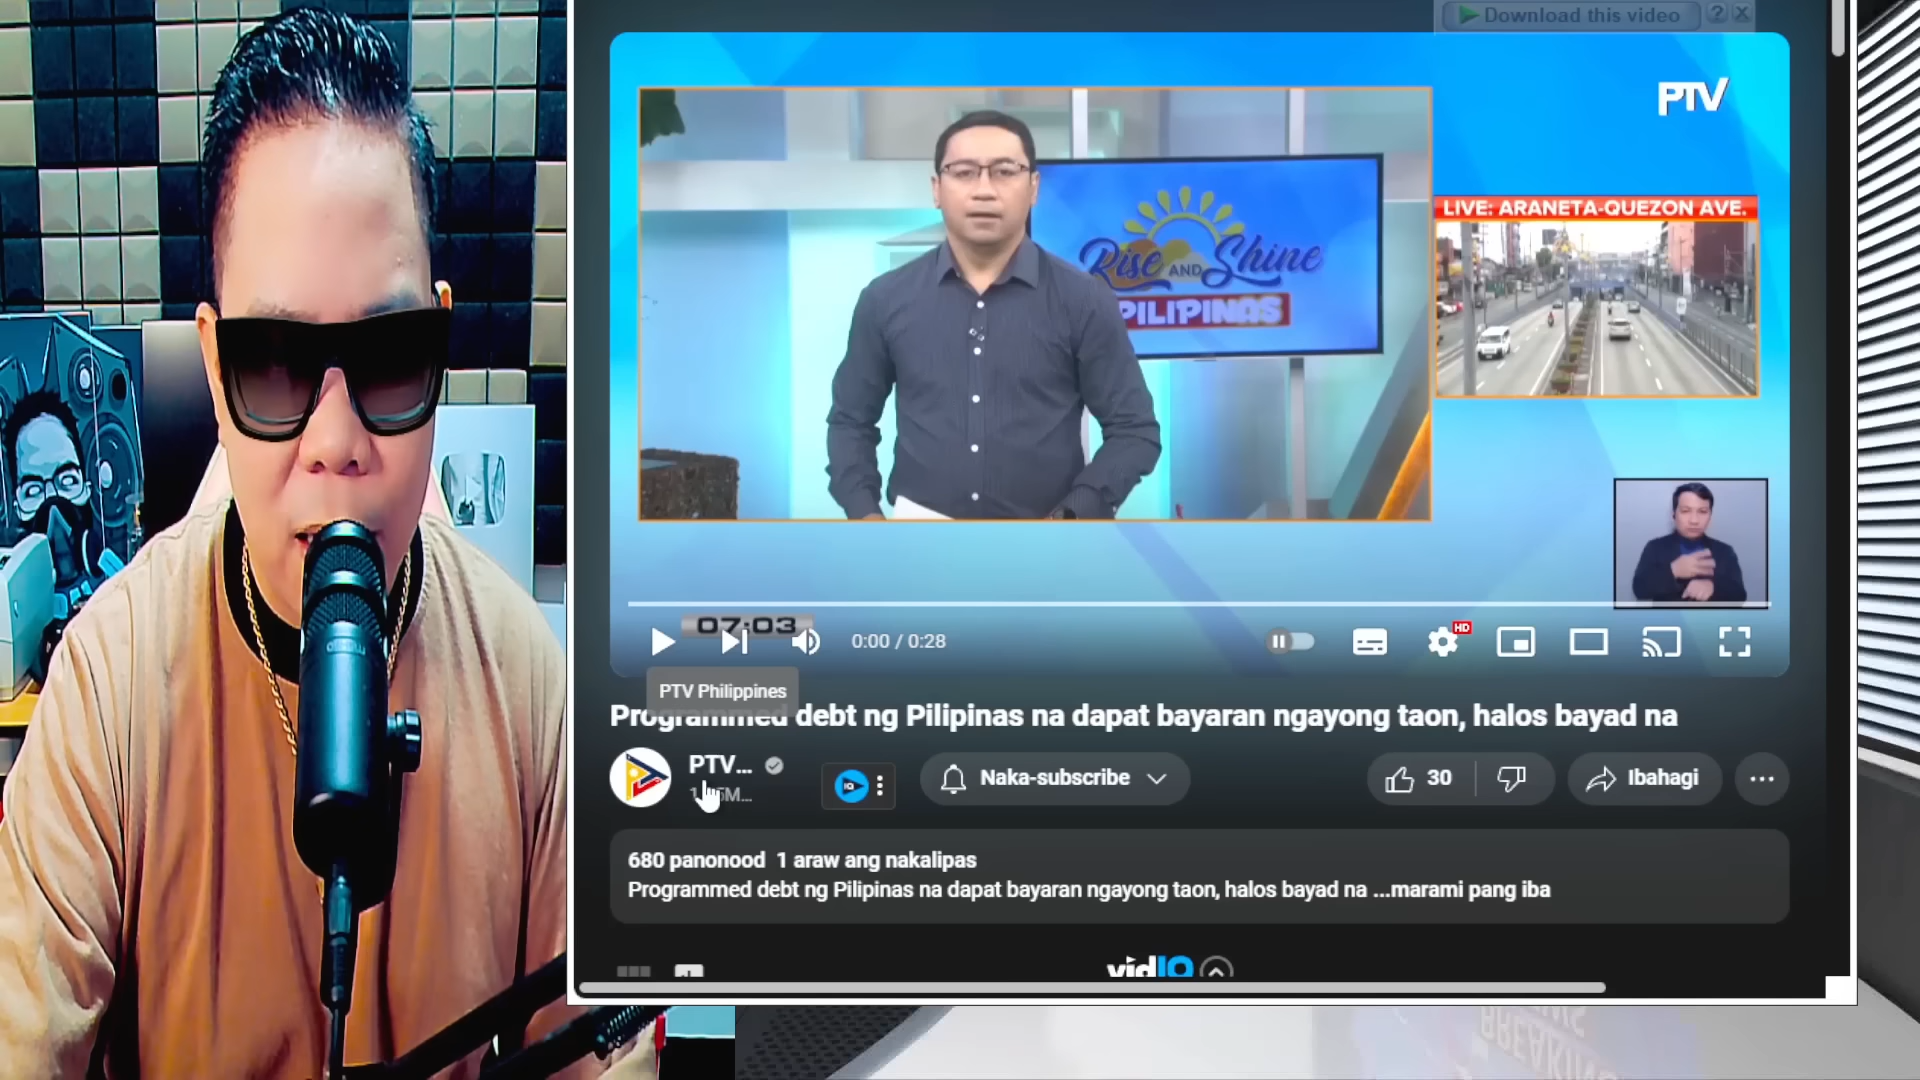 Download this video
?
X
PTV
LIVE: ARANETA-QUEZON AVE.
Rise AND Shine
PILIPINAS
07:03
0:00 / 0:28
HD
PTV Philippines
Programmed debt ng Pilipinas na dapat bayaran ngayong taon, halos bayad na
PTV...
IQ
Naka-subscribe
30
Ibahagi
680 panonood 1 araw ang nakalipas
Programmed debt ng Pilipinas na dapat bayaran ngayong taon, halos bayad na ...marami pang iba
vidIQ
BREAKING